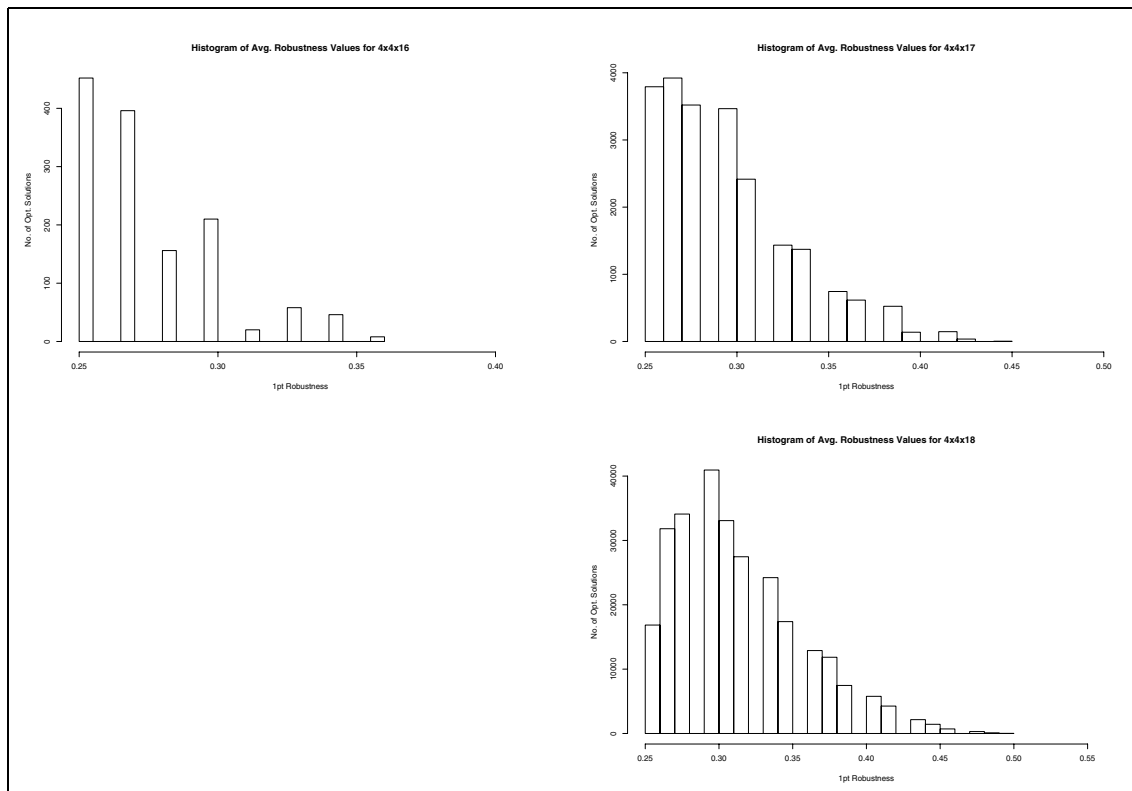 Histogram of Avg. Robustness Values for 4x4x16
No. of Opt. Solutions
400
300
200
100
0
0.25 0.30 0.35 0.40
1pt Robustness
Histogram of Avg. Robustness Values for 4x4x17
No. of Opt. Solutions
4000
3000
2000
1000
0
0.25 0.30 0.35 0.40 0.45 0.50
1pt Robustness
Histogram of Avg. Robustness Values for 4x4x18
No. of Opt. Solutions
40000
30000
20000
10000
0
0.25 0.30 0.35 0.40 0.45 0.50 0.55
1pt Robustness